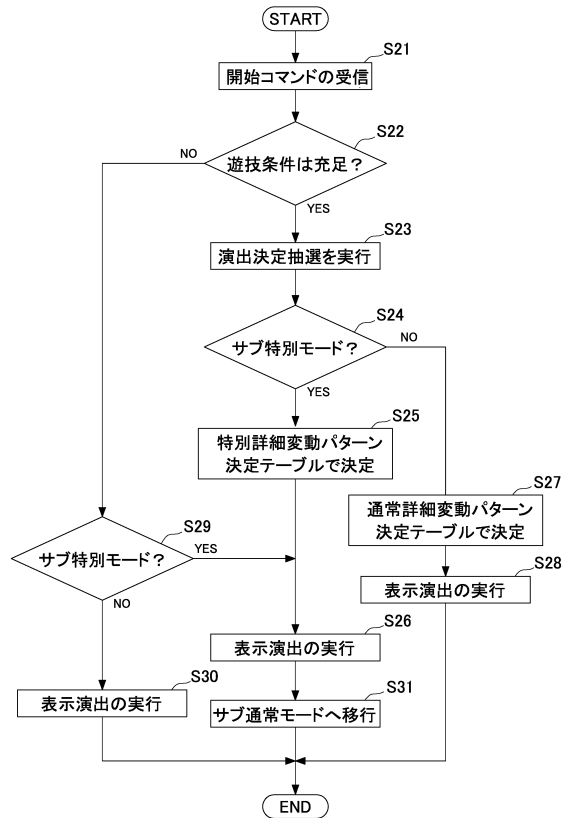 START
S21
開始コマンドの受信
S22
遊技条件は充足？
NO
YES
S23
演出決定抽選を実行
S24
サブ特別モード？
NO
YES
S25
特別詳細変動パターン
決定テーブルで決定
S27
通常詳細変動パターン
決定テーブルで決定
S29
サブ特別モード？
YES
NO
S28
表示演出の実行
S26
表示演出の実行
S30
表示演出の実行
S31
サブ通常モードへ移行
END